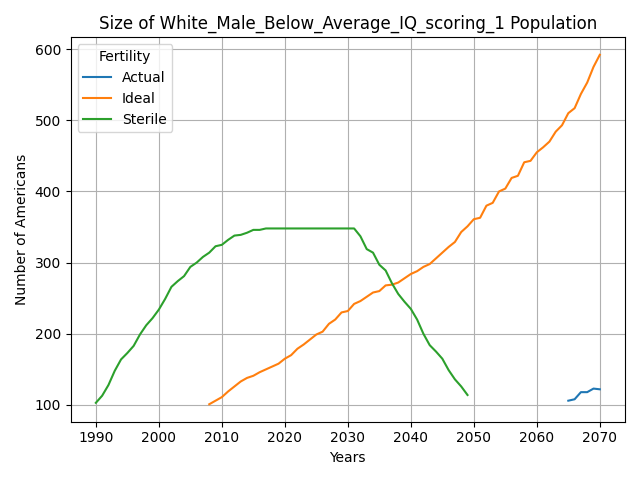 Size of White_Male_Below_Average_IQ_scoring_1 Population
Fertility
Actual
Ideal
Sterile
Number of Americans
600
500
400
300
200
100
1990 2000 2010 2020 2030 2040 2050 2060 2070
Years